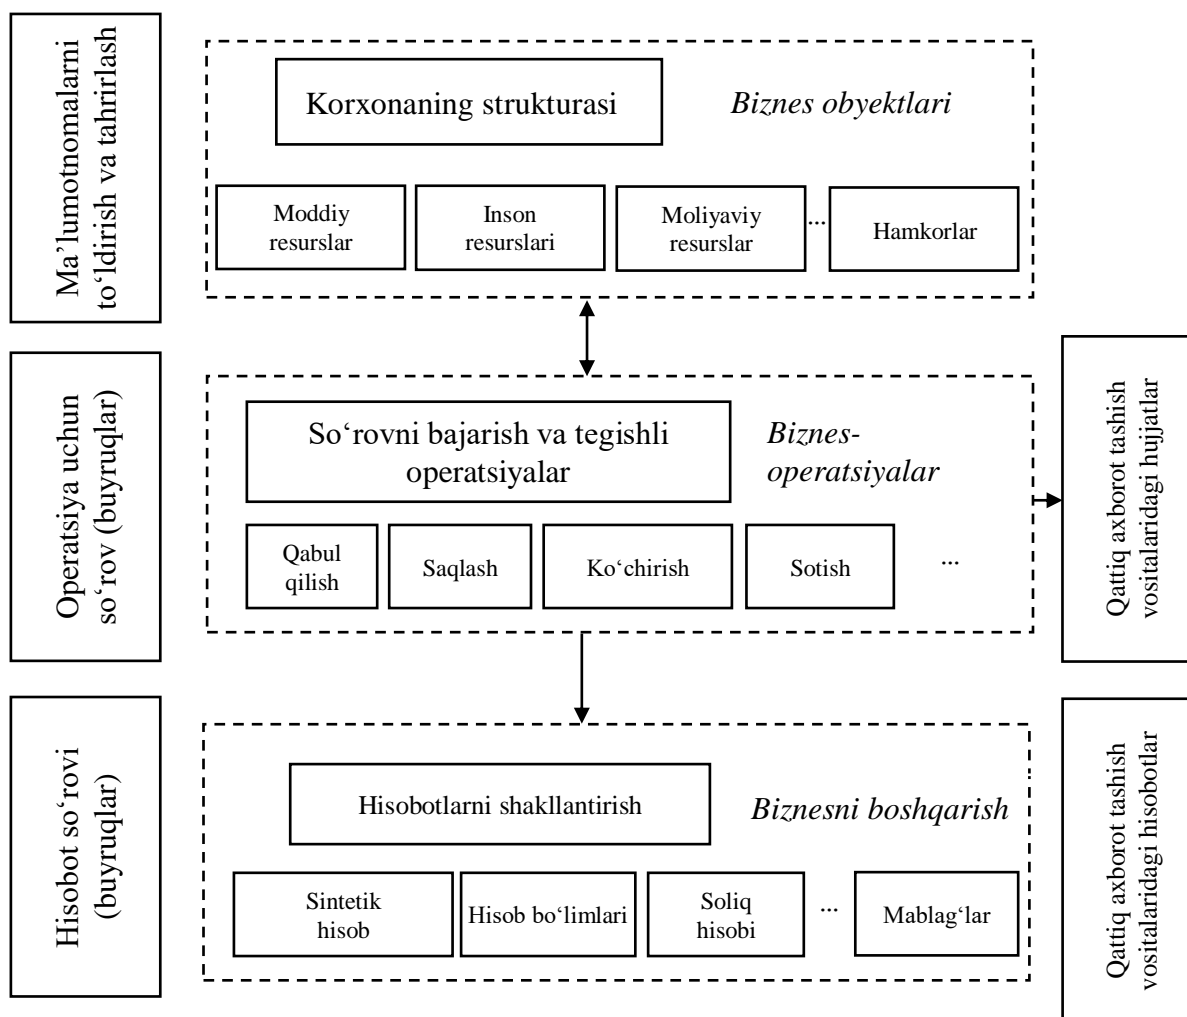 Ma’lumotnomalarni
to‘ldirish va tahrirlash
Korxonaning strukturasi
Biznes obyektlari
Moddiy
resurslar
Inson
resurslari
Moliyaviy
resurslar
...
Hamkorlar
Operatsiya uchun
so‘rov (buyruqlar)
So‘rovni bajarish va tegishli
operatsiyalar
Biznes-
operatsiyalar
Qabul
qilish
Saqlash
Ko‘chirish
Sotish
...
Qattiq axborot tashish
vositalaridagi hujjatlar
Hisobot so‘rovi
(buyruqlar)
Hisobotlarni shakllantirish
Biznesni boshqarish
Sintetik
hisob
Hisob bo‘limlari
Soliq
hisobi
...
Mablag‘lar
Qattiq axborot tashish
vositalaridagi hisobotlar